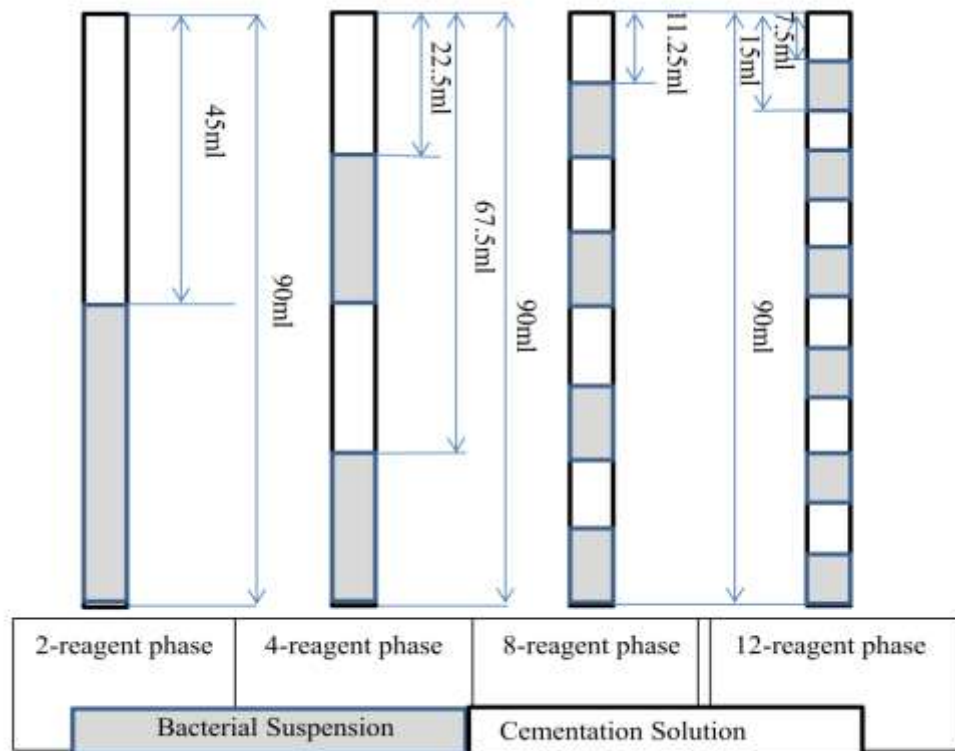 45ml
90ml
22.5ml
67.5ml
90ml
11.25ml
90ml
15ml
7.5ml
2-reagent phase
4-reagent phase
8-reagent phase
12-reagent phase
Bacterial Suspension
Cementation Solution